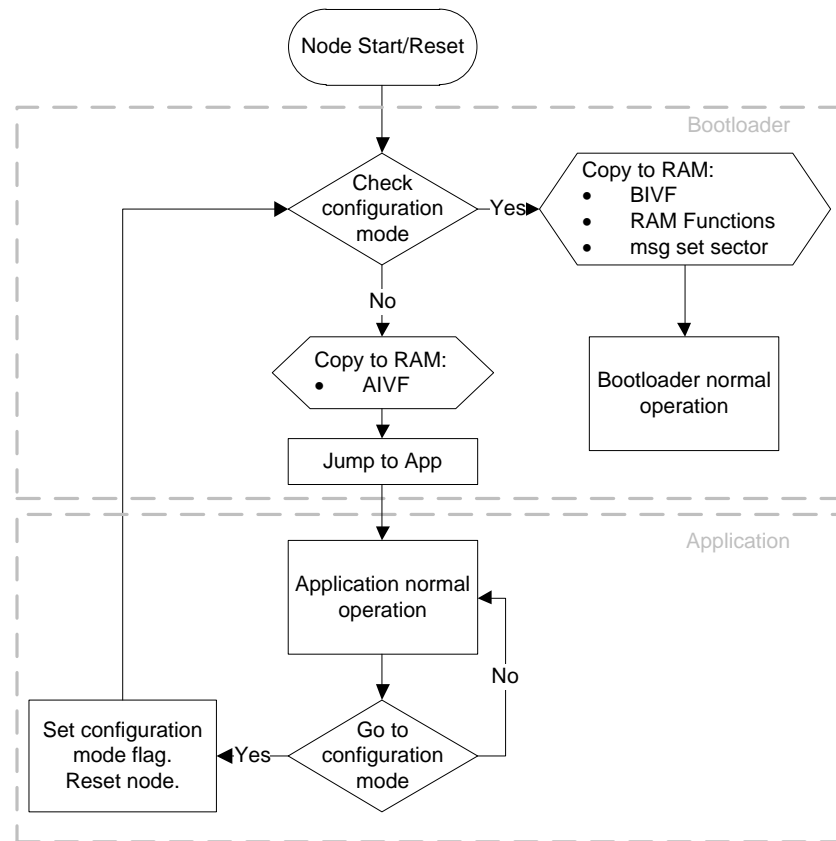 Node Start/Reset
Bootloader
Check
configuration
mode
Yes
Copy to RAM:
• BIVF
• RAM Functions
• msg set sector
No
Copy to RAM:
• AIVF
Bootloader normal
operation
Jump to App
Application
Application normal
operation
No
Set configuration
mode flag.
Reset node.
Yes
Go to
configuration
mode